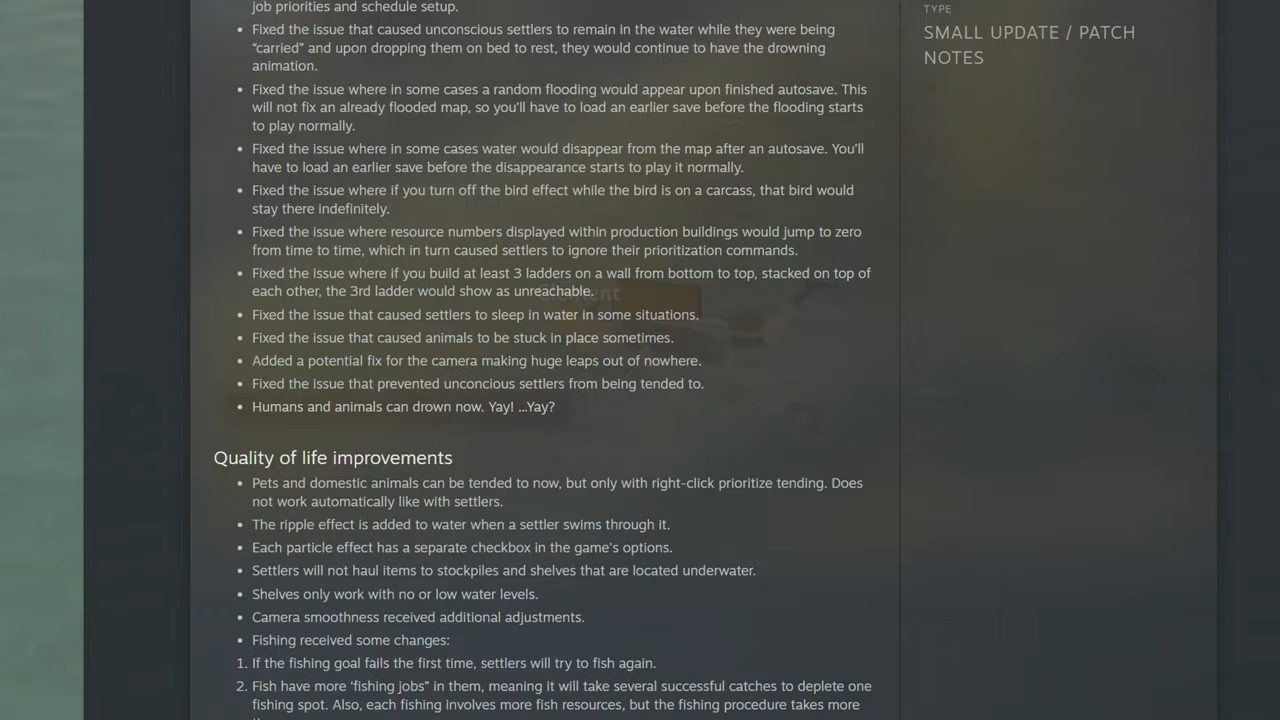 job priorities and schedule setup.
• Fixed the issue that caused unconscious settlers to remain in the water while they were being
“carried” and upon dropping them on bed to rest, they would continue to have the drowning
animation.
• Fixed the issue where in some cases a random flooding would appear upon finished autosave. This
will not fix an already flooded map, so you’ll have to load an earlier save before the flooding starts
to play normally.
• Fixed the issue where in some cases water would disappear from the map after an autosave. You’ll
have to load an earlier save before the disappearance starts to play it normally.
• Fixed the issue where if you turn off the bird effect while the bird is on a carcass, that bird would
stay there indefinitely.
• Fixed the issue where resource numbers displayed within production buildings would jump to zero
from time to time, which in turn caused settlers to ignore their prioritization commands.
• Fixed the issue where if you build at least 3 ladders on a wall from bottom to top, stacked on top of
each other, the 3rd ladder would show as unreachable.
• Fixed the issue that caused settlers to sleep in water in some situations.
• Fixed the issue that caused animals to be stuck in place sometimes.
• Added a potential fix for the camera making huge leaps out of nowhere.
• Fixed the issue that prevented unconcious settlers from being tended to.
• Humans and animals can drown now. Yay! ...Yay?
Quality of life improvements
• Pets and domestic animals can be tended to now, but only with right-click prioritize tending. Does
not work automatically like with settlers.
• The ripple effect is added to water when a settler swims through it.
• Each particle effect has a separate checkbox in the game's options.
• Settlers will not haul items to stockpiles and shelves that are located underwater.
• Shelves only work with no or low water levels.
• Camera smoothness received additional adjustments.
• Fishing received some changes:
1. If the fishing goal fails the first time, settlers will try to fish again.
2. Fish have more ‘fishing jobs” in them, meaning it will take several successful catches to deplete one
fishing spot. Also, each fishing involves more fish resources, but the fishing procedure takes more
TYPE
SMALL UPDATE / PATCH
NOTES